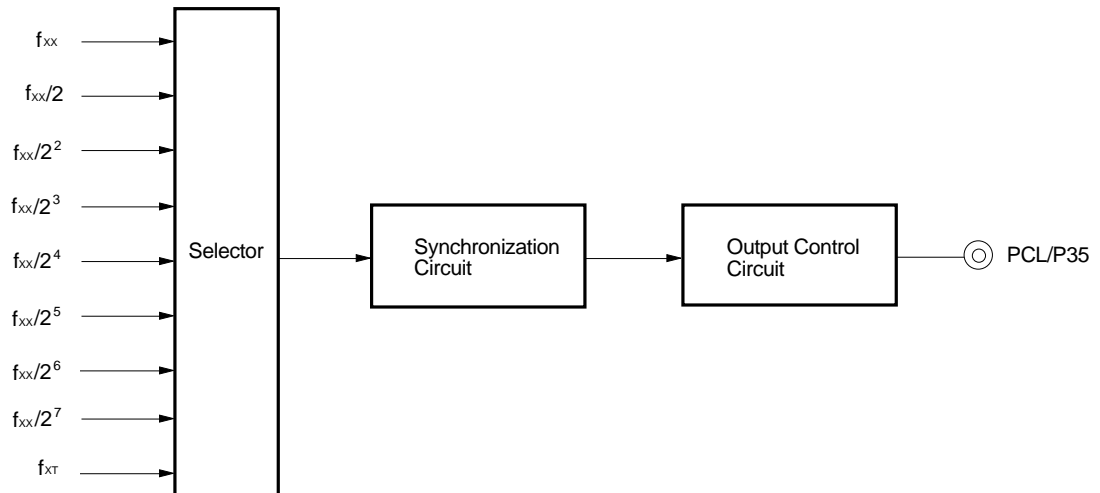 fxx
fxx/2
fxx/2²
fxx/2³
fxx/2⁴
fxx/2⁵
fxx/2⁶
fxx/2⁷
fXT
Selector
Synchronization
Circuit
Output Control
Circuit
PCL/P35